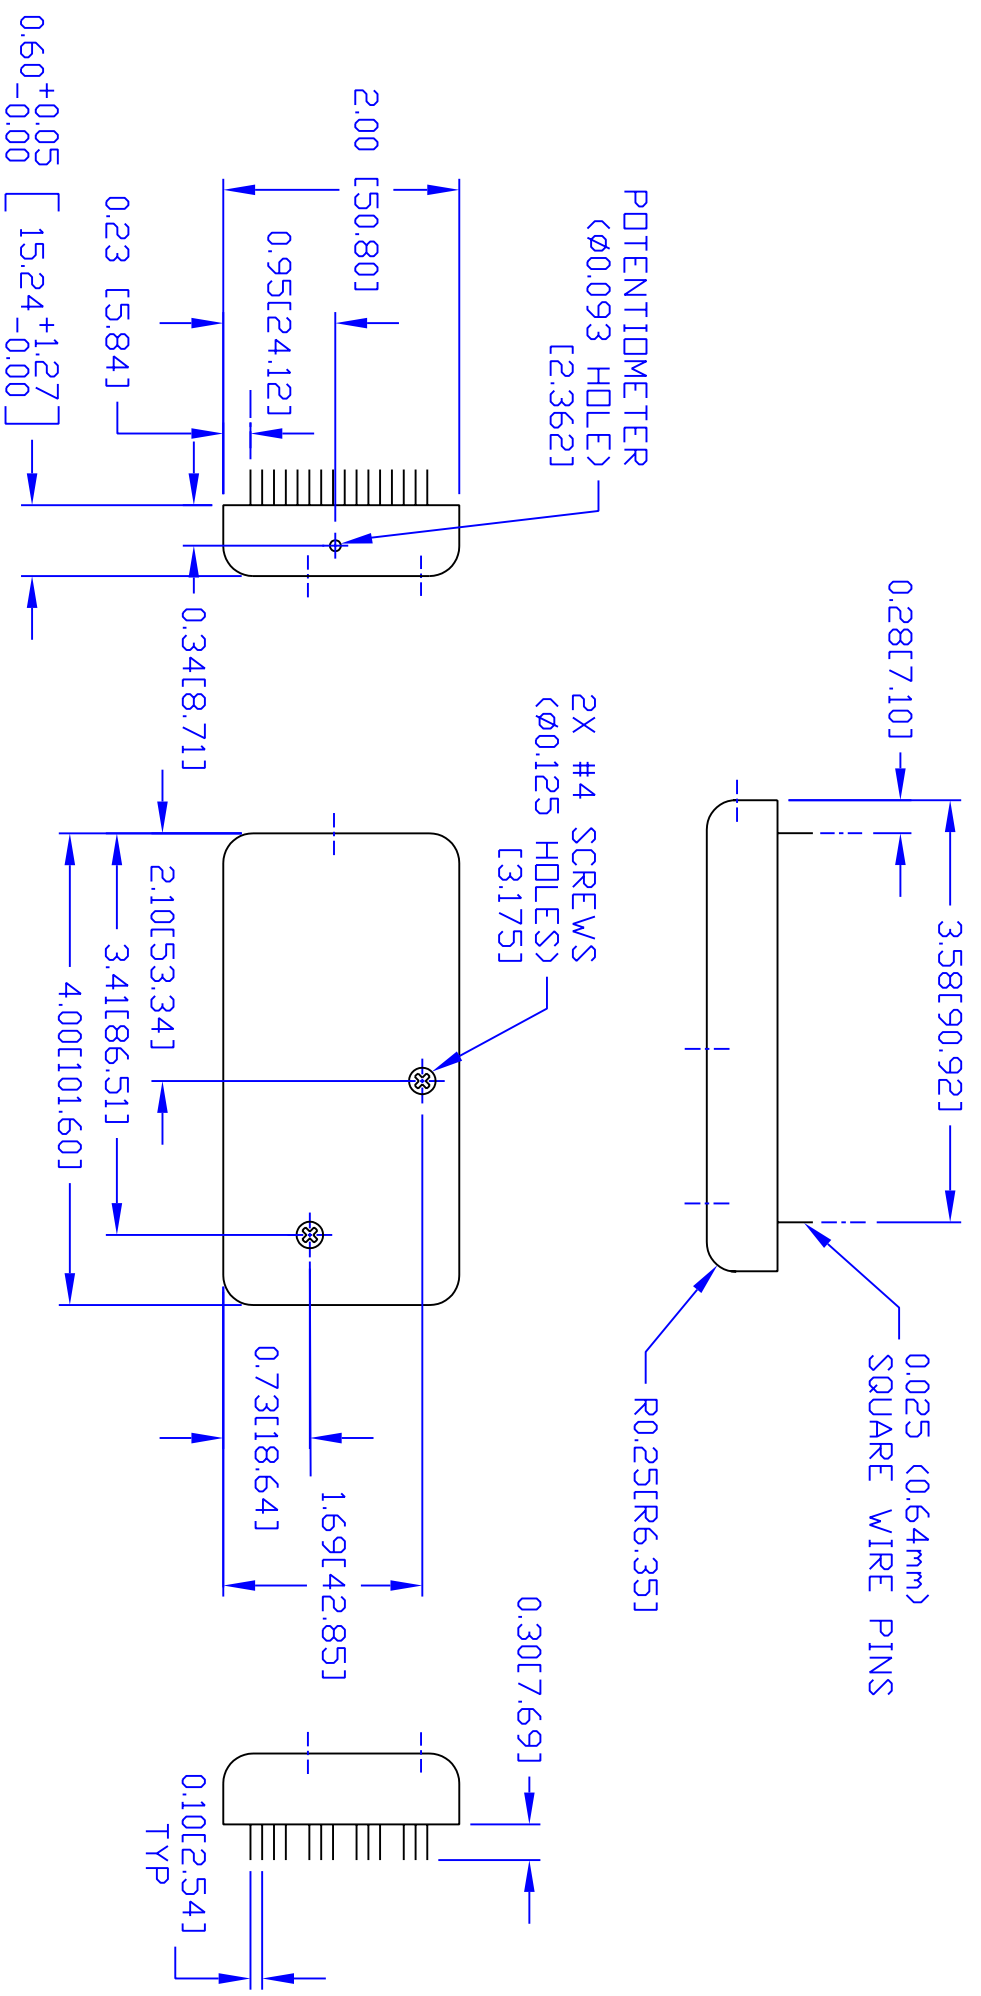 0.28[7.10]
3.58[90.92]
0.025 (0.64mm)
SQUARE WIRE PINS
R0.25[R6.35]
POTENTIOMETER
(Ø0.093 HOLE)
[2.362]
2X #4 SCREWS
(Ø0.125 HOLES)
[3.175]
0.30[7.69]
2.00 [50.80]
0.95[24.12]
0.23 [5.84]
0.60+0.05-0.00 [15.24+1.27-0.00]
0.34[8.71]
2.10[53.34]
3.41[86.51]
4.00[101.60]
0.73[18.64]
1.69[42.85]
0.10[2.54]
TYP